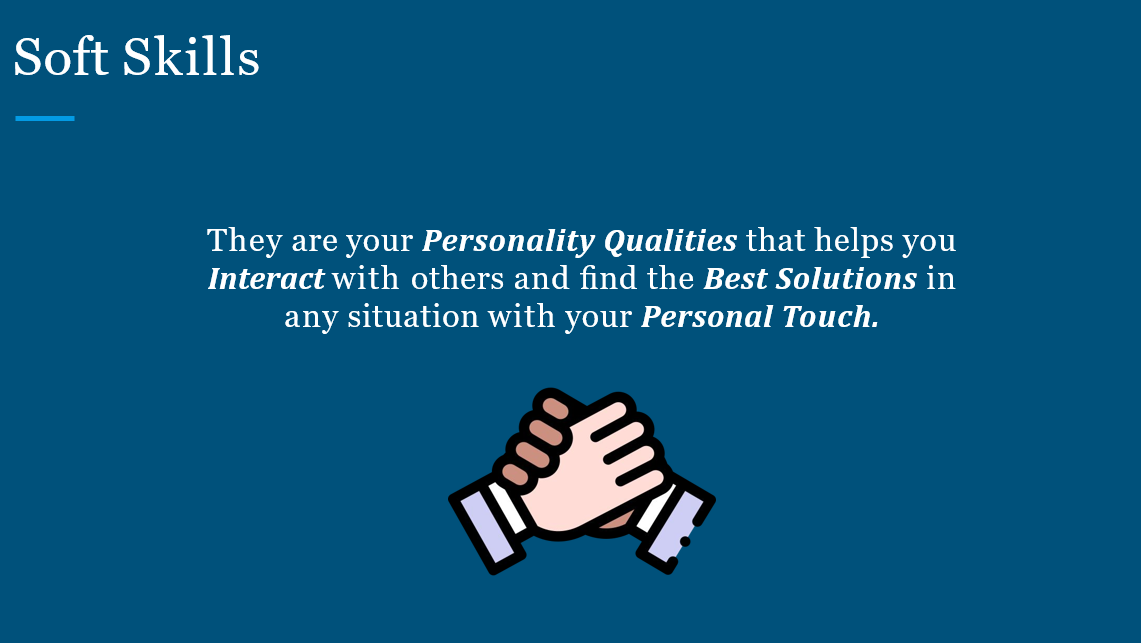 Soft Skills
They are your Personality Qualities that helps you
Interact with others and find the Best Solutions in
any situation with your Personal Touch.